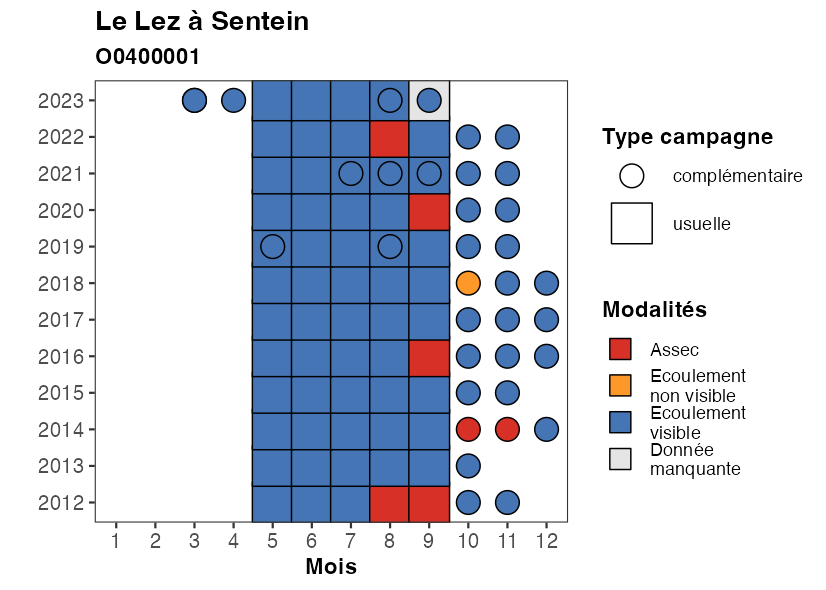 Le Lez à Sentein
O0400001
2023
2022
2021
2020
2019
2018
2017
2016
2015
2014
2013
2012
1 2 3 4 5 6 7 8 9 10 11 12
Mois
Type campagne
complémentaire
usuelle
Modalités
Assec
Ecoulement
non visible
Ecoulement
visible
Donnée
manquante